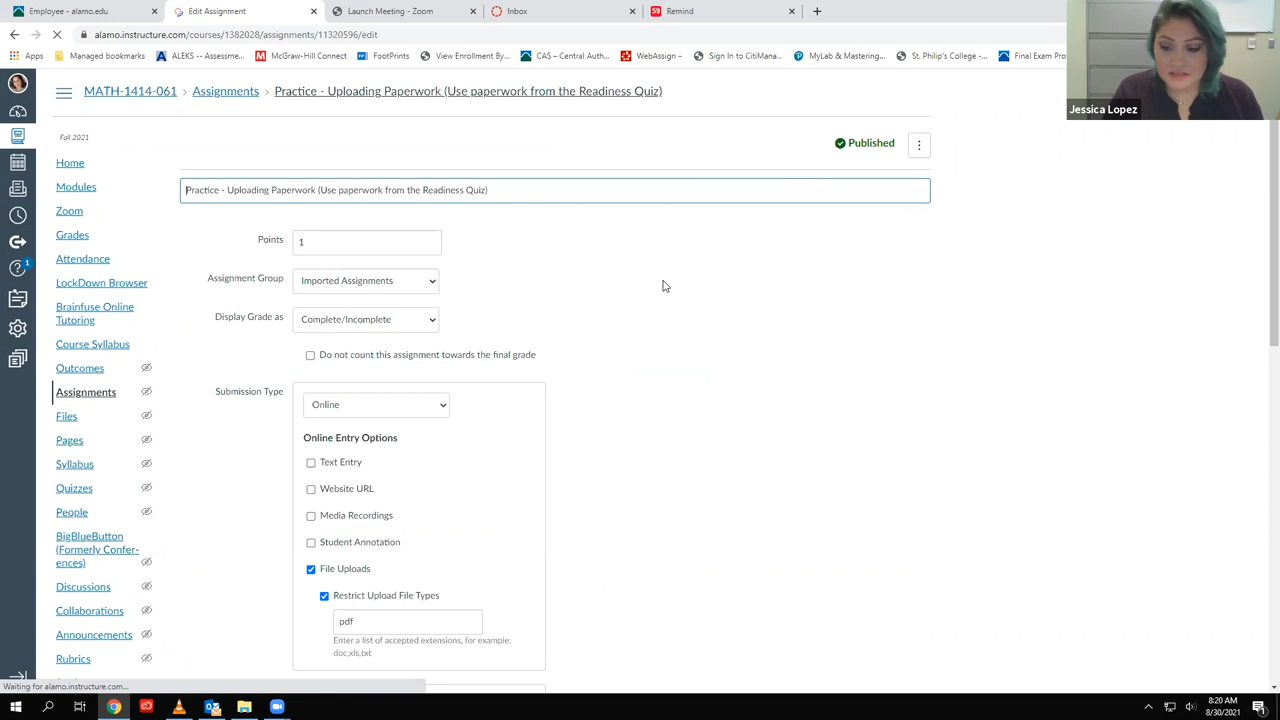 Employee - alamo.edu
Edit Assignment
Launch Meeting - Zoom
Inbox
59
Remind
alamo.instructure.com/courses/1382028/assignments/11320596/edit
Apps
Managed bookmarks
ALEKS -- Assessme...
McGraw-Hill Connect
FootPrints
View Enrollment By...
CAS – Central Auth...
WebAssign –
Sign In to CitiMana...
MyLab & Mastering...
St. Philip's College -...
Final Exam Pro
Jessica Lopez
MATH-1414-061 › Assignments › Practice - Uploading Paperwork (Use paperwork from the Readiness Quiz)
Fall 2021
Published
Home
Modules
Zoom
Grades
Attendance
LockDown Browser
Brainfuse Online
Tutoring
Course Syllabus
Outcomes
Assignments
Files
Pages
Syllabus
Quizzes
People
BigBlueButton
(Formerly Confer-
ences)
Discussions
Collaborations
Announcements
Rubrics
1
Practice - Uploading Paperwork (Use paperwork from the Readiness Quiz)
Points
1
Assignment Group
Imported Assignments
Display Grade as
Complete/Incomplete
Do not count this assignment towards the final grade
Submission Type
Online
Online Entry Options
Text Entry
Website URL
Media Recordings
Student Annotation
File Uploads
Restrict Upload File Types
pdf
Enter a list of accepted extensions, for example:
doc,xls,txt
Waiting for alamo.instructure.com...
8:20 AM
8/30/2021
1